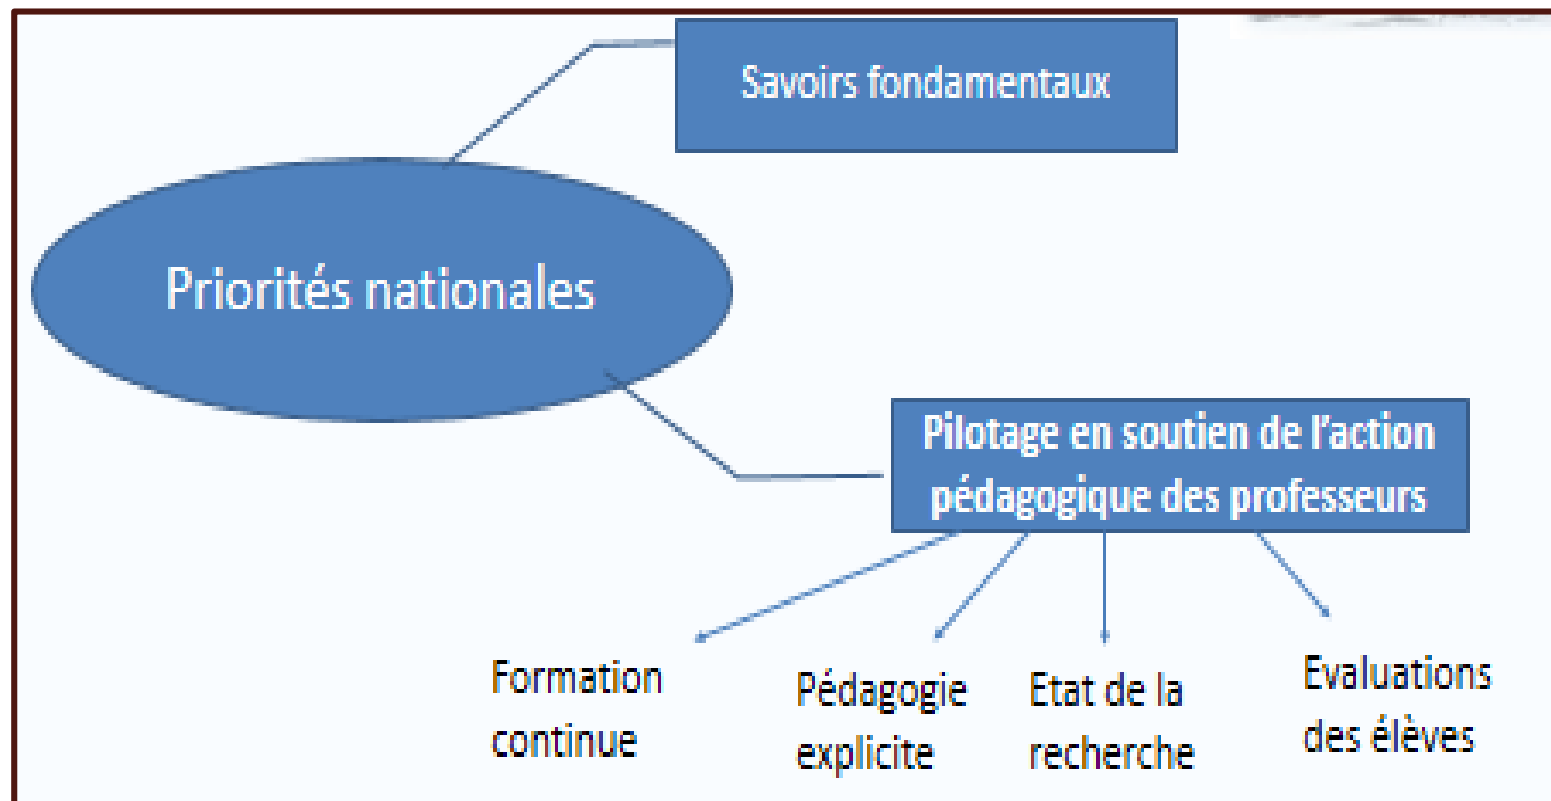 Savoirs fondamentaux
Priorités nationales
Pilotage en soutien de l'action
pédagogique des professeurs
Formation
continue
Pédagogie
explicite
Etat de la
recherche
Evaluations
des élèves